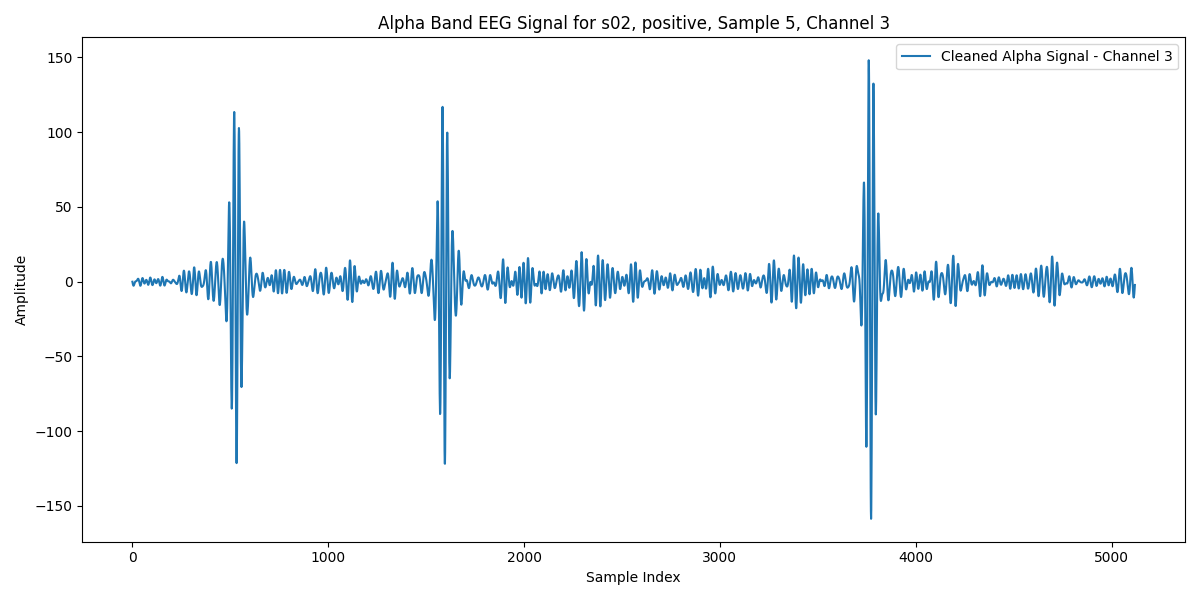 Alpha Band EEG Signal for s02, positive, Sample 5, Channel 3
Cleaned Alpha Signal - Channel 3
150
100
50
0
−50
−100
−150
Amplitude
0 1000 2000 3000 4000 5000
Sample Index